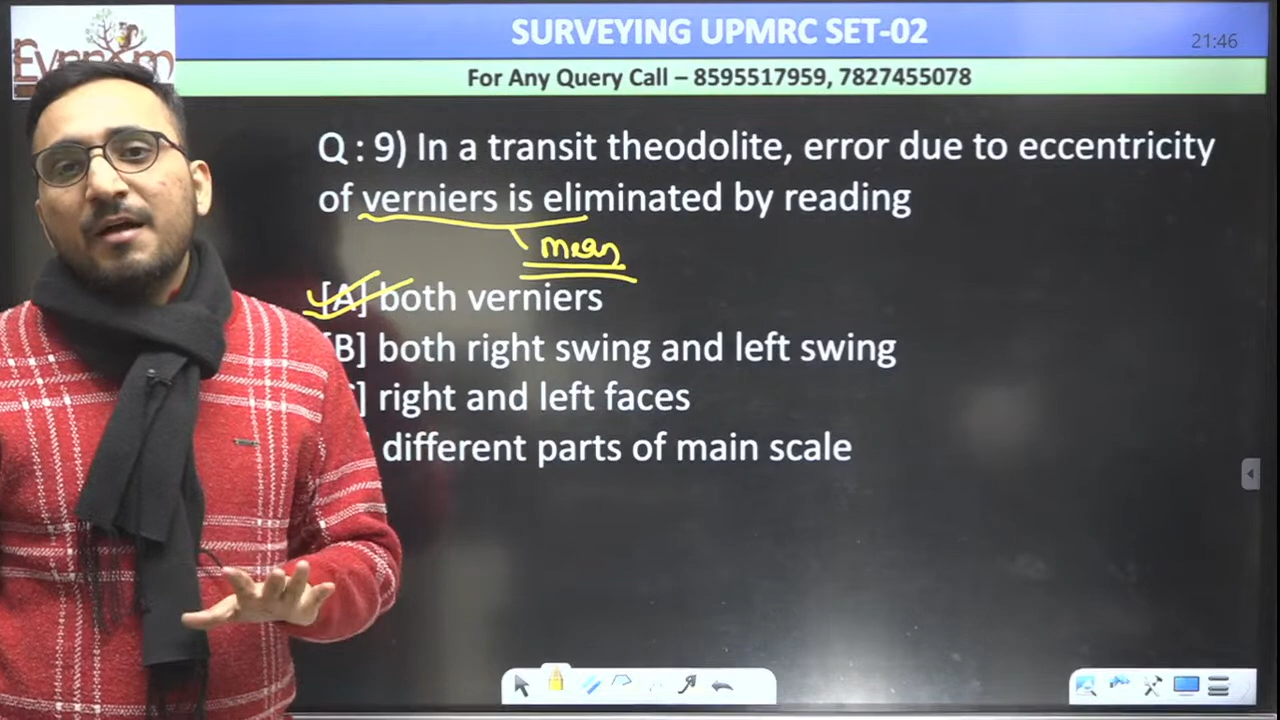 SURVEYING UPMRC SET-02
21:46
For Any Query Call – 8595517959, 7827455078
Q : 9) In a transit theodolite, error due to eccentricity
of verniers is eliminated by reading
mean
[A] both verniers
[B] both right swing and left swing
] right and left faces
different parts of main scale